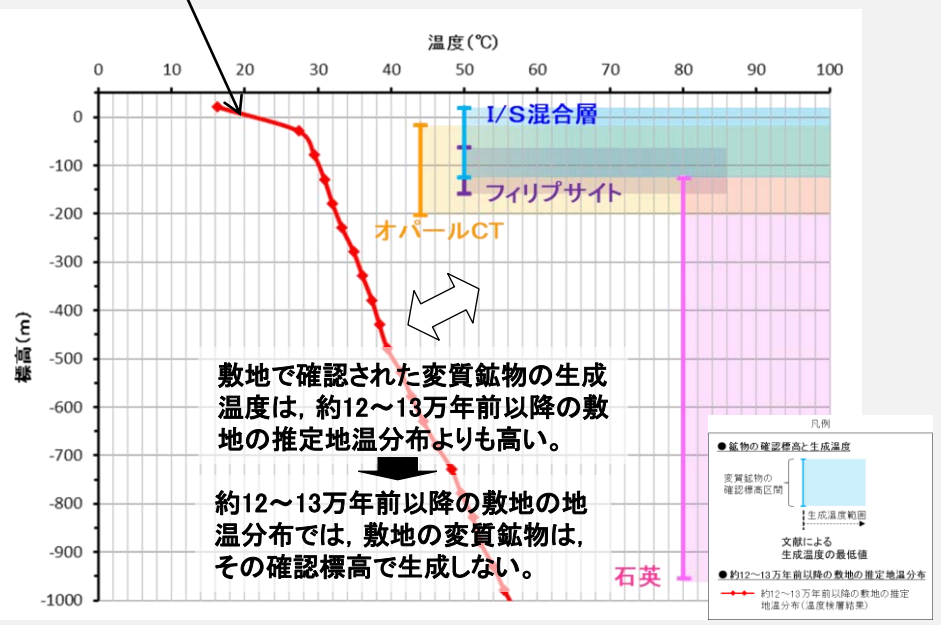 温度(℃)
0 10 20 30 40 50 60 70 80 90 100
標高(m)
0
-100
-200
-300
-400
-500
-600
-700
-800
-900
-1000
I/S混合層
フィリプサイト
オパールCT
石英
敷地で確認された変質鉱物の生成
温度は，約12～13万年前以降の敷
地の推定地温分布よりも高い。
約12～13万年前以降の敷地の地
温分布では，敷地の変質鉱物は，
その確認標高で生成しない。
凡例
●鉱物の確認標高と生成温度
変質鉱物の
確認標高区間
生成温度範囲
文献による
生成温度の最低値
●約12～13万年前以降の敷地の推定地温分布
約12～13万年前以降の敷地の推定
地温分布(温度検層結果)